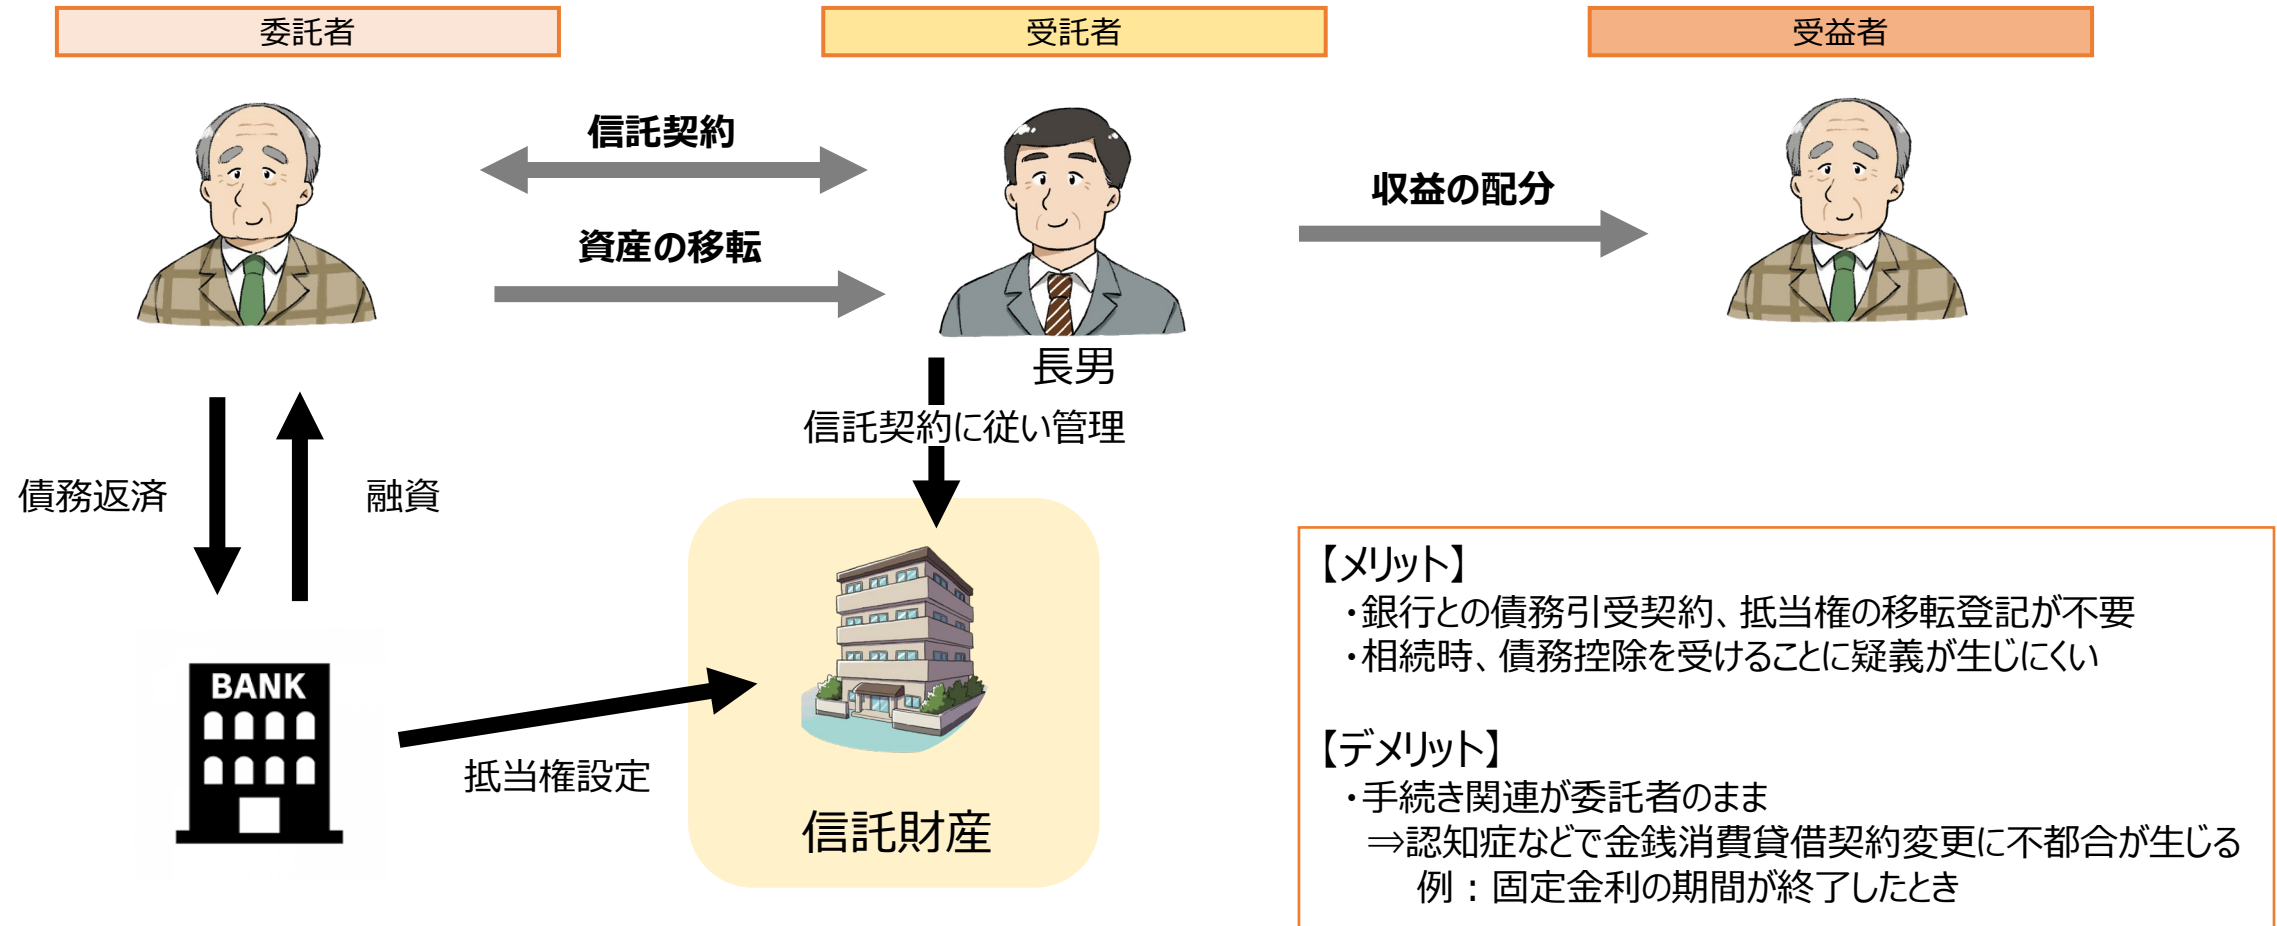 委託者
受託者
受益者
信託契約
資産の移転
収益の配分
長男
信託契約に従い管理
債務返済
融資
BANK
抵当権設定
信託財産
【メリット】
・銀行との債務引受契約、抵当権の移転登記が不要
・相続時、債務控除を受けることに疑義が生じにくい
【デメリット】
・手続き関連が委託者のまま
⇒認知症などで金銭消費貸借契約変更に不都合が生じる
例：固定金利の期間が終了したとき